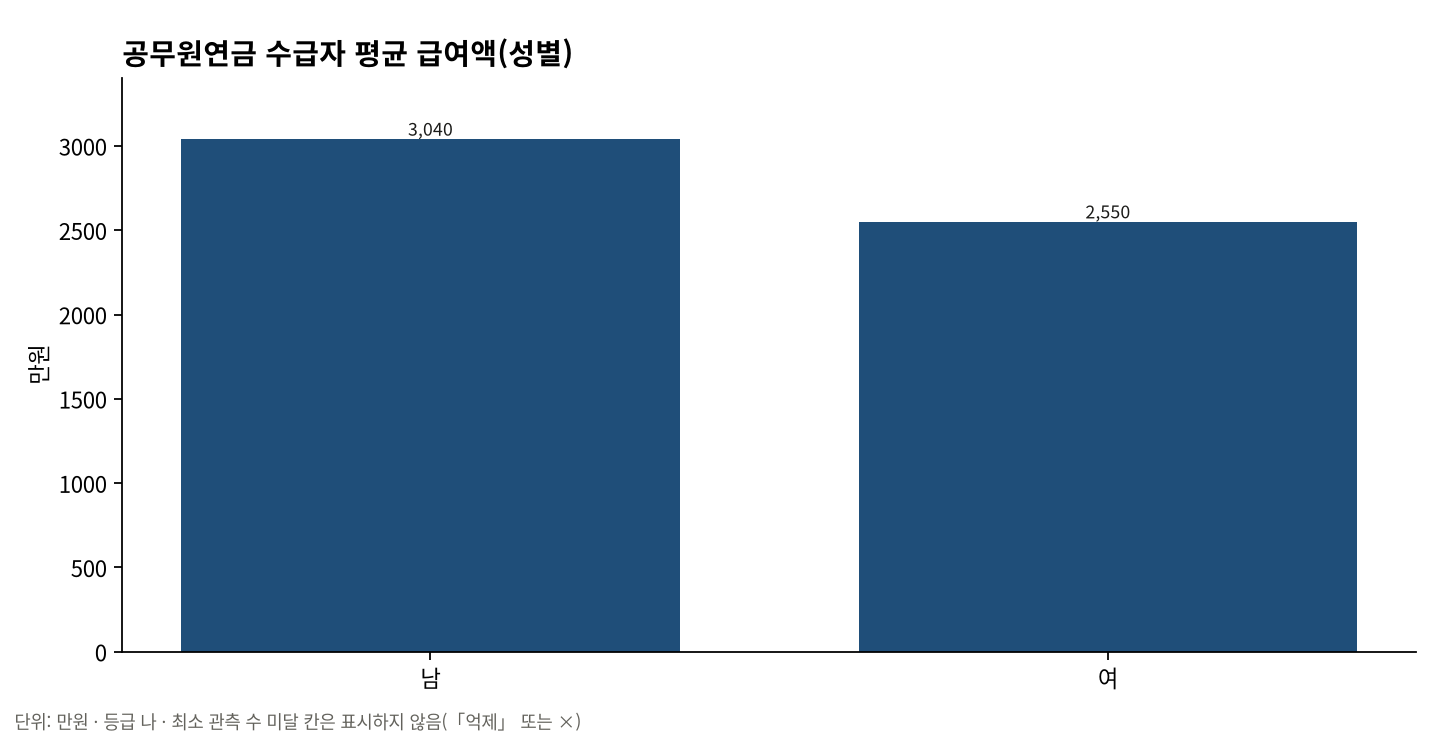 공무원연금 수급자 평균 급여액(성별)
만원
3000
2500
2000
1500
1000
500
0
3,040
2,550
남
여
단위: 만원 · 등급 나 · 최소 관측 수 미달 칸은 표시하지 않음(「억제」 또는 ×)